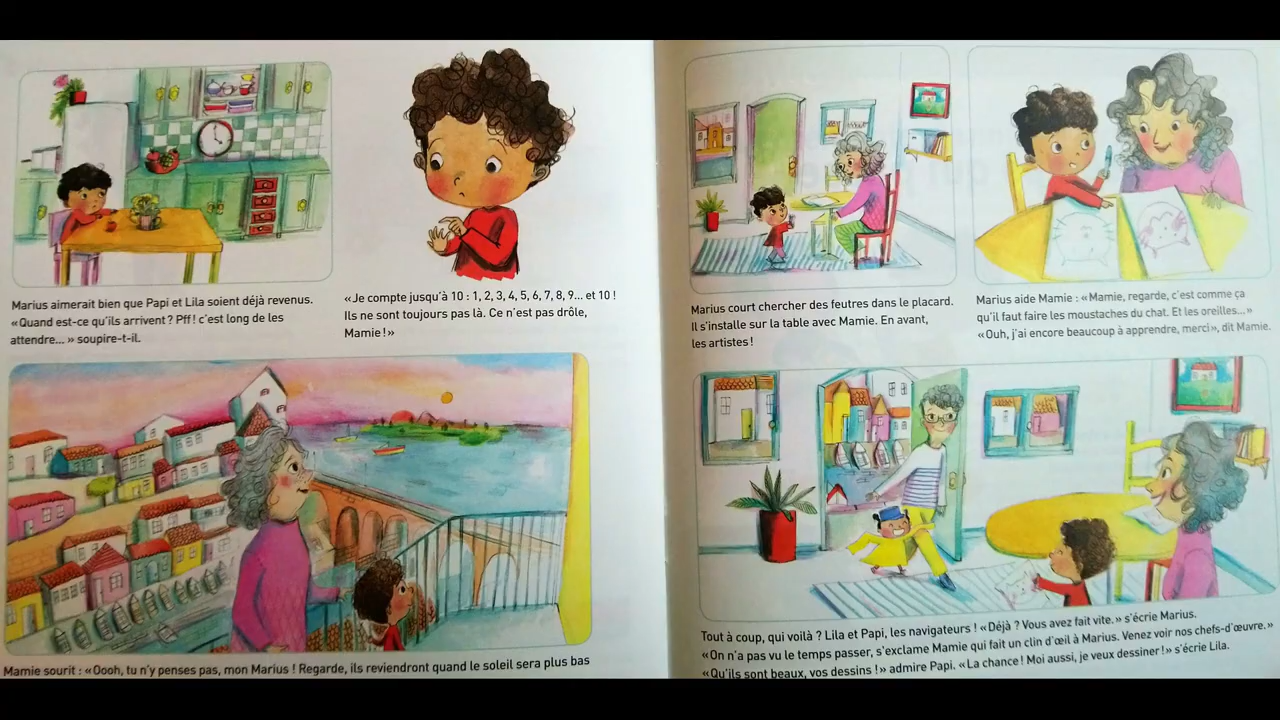 Marius aimerait bien que Papi et Lila soient déjà revenus.
«Quand est-ce qu'ils arrivent ? Pff ! c'est long de les
attendre... » soupire-t-il.
«Je compte jusqu'à 10 : 1, 2, 3, 4, 5, 6, 7, 8, 9... et 10 !
Ils ne sont toujours pas là. Ce n'est pas drôle,
Mamie !»
Mamie sourit : «Oooh, tu n'y penses pas, mon Marius ! Regarde, ils reviendront quand le soleil sera plus bas
Marius court chercher des feutres dans le placard.
Il s'installe sur la table avec Mamie. En avant,
les artistes !
Marius aide Mamie : «Mamie, regarde, c'est comme ça
qu'il faut faire les moustaches du chat. Et les oreilles...»
«Ouh, j'ai encore beaucoup à apprendre, merci», dit Mamie.
Tout à coup, qui voilà ? Lila et Papi, les navigateurs ! «Déjà ? Vous avez fait vite.» s'écrie Marius.
«On n'a pas vu le temps passer, s'exclame Mamie qui fait un clin d'œil à Marius. Venez voir nos chefs-d'œuvre.»
«Qu'ils sont beaux, vos dessins !» admire Papi. «La chance ! Moi aussi, je veux dessiner !» s'écrie Lila.